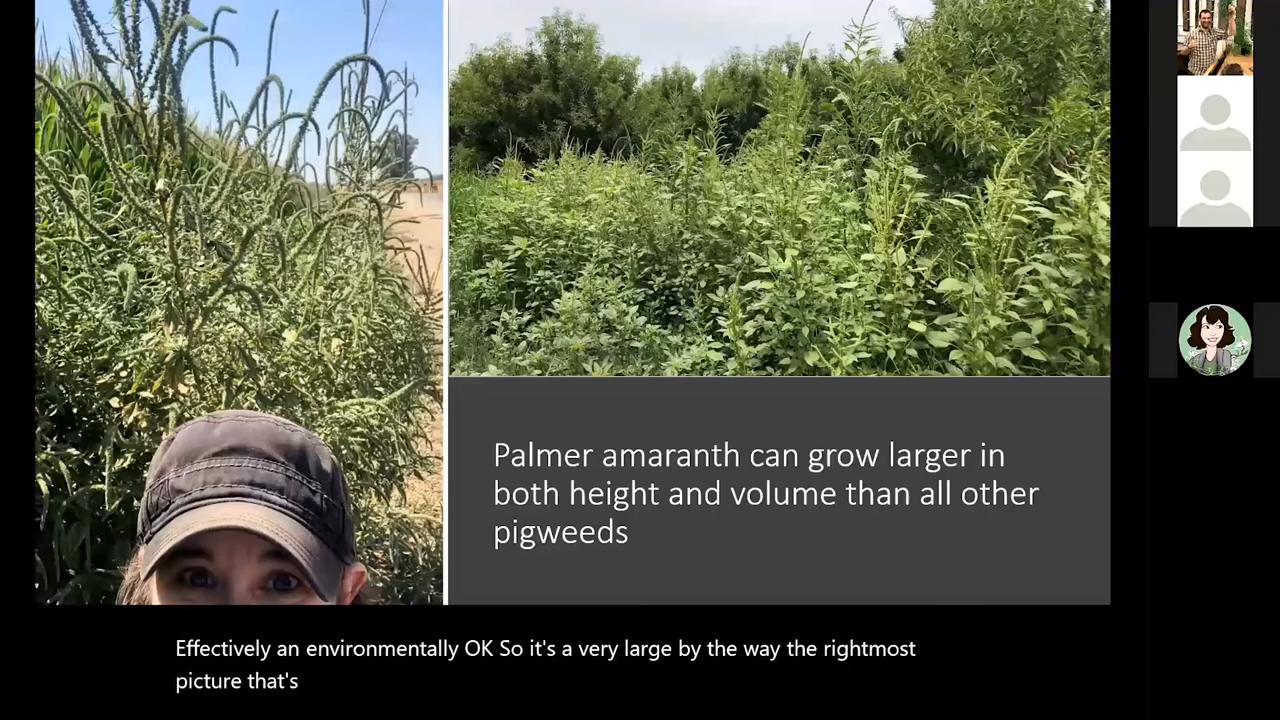 Palmer amaranth can grow larger in
both height and volume than all other
pigweeds
Effectively an environmentally OK So it's a very large by the way the rightmost
picture that's